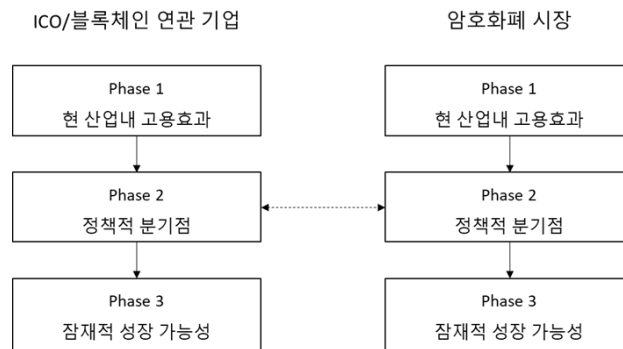 ICO/블록체인 연관 기업
Phase 1
현 산업내 고용효과
Phase 2
정책적 분기점
Phase 3
잠재적 성장 가능성
암호화폐 시장
Phase 1
현 산업내 고용효과
Phase 2
정책적 분기점
Phase 3
잠재적 성장 가능성